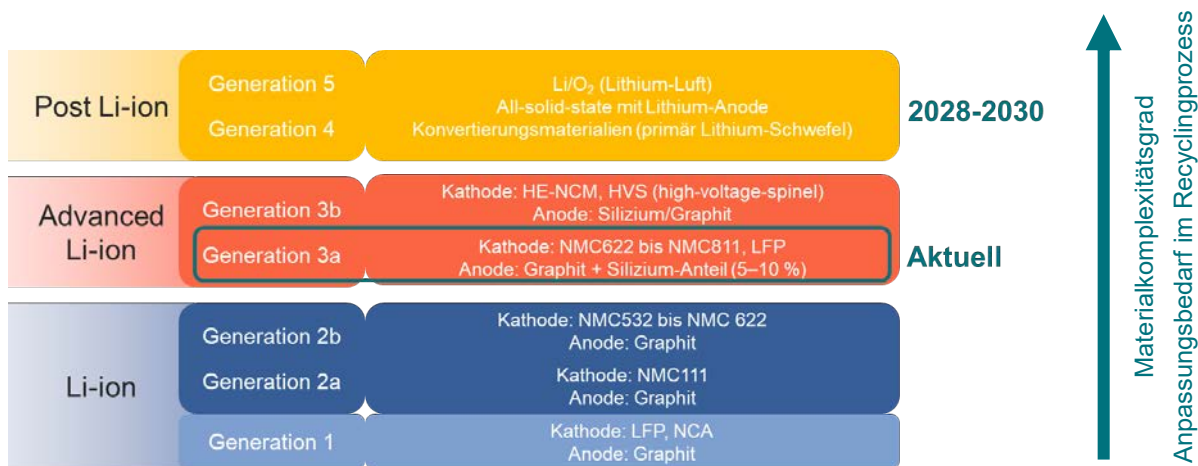 Post Li-ion
Generation 5
Li/O₂ (Lithium-Luft)
All-solid-state mit Lithium-Anode
Generation 4
Konvertierungsmaterialien (primär Lithium-Schwefel)
2028-2030
Advanced
Li-ion
Generation 3b
Kathode: HE-NCM, HVS (high-voltage-spinel)
Anode: Silizium/Graphit
Generation 3a
Kathode: NMC622 bis NMC811, LFP
Anode: Graphit + Silizium-Anteil (5–10 %)
Aktuell
Li-ion
Generation 2b
Kathode: NMC532 bis NMC 622
Anode: Graphit
Generation 2a
Kathode: NMC111
Anode: Graphit
Generation 1
Kathode: LFP, NCA
Anode: Graphit
Materialkomplexitätsgrad
Anpassungsbedarf im Recyclingprozess